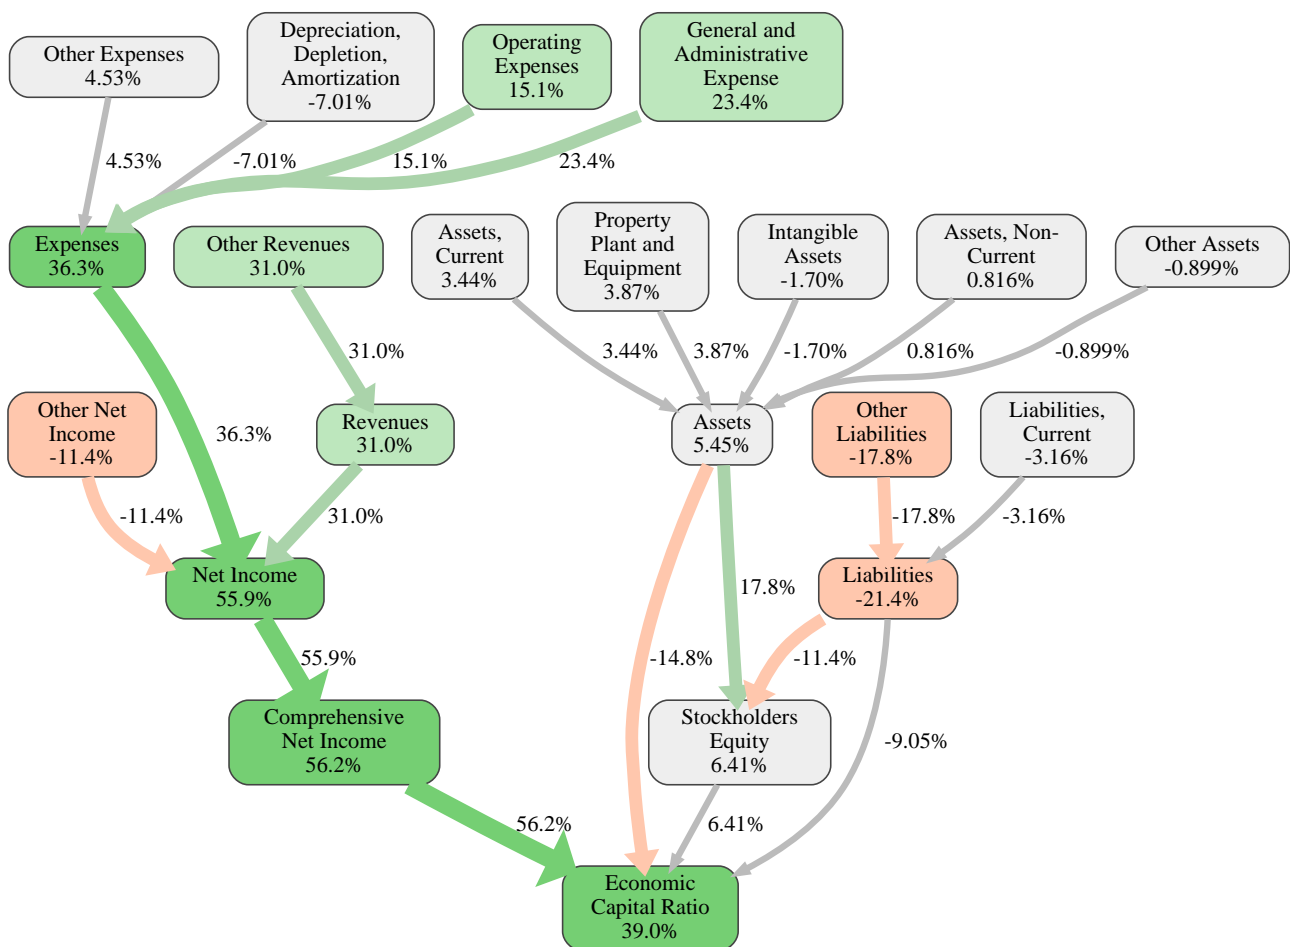 Other Expenses
4.53%
Depreciation,
Depletion,
Amortization
-7.01%
Operating
Expenses
15.1%
General and
Administrative
Expense
23.4%
4.53%
-7.01%
15.1%
23.4%
Expenses
36.3%
Other Revenues
31.0%
Assets,
Current
3.44%
Property
Plant and
Equipment
3.87%
Intangible
Assets
-1.70%
Assets, Non-
Current
0.816%
Other Assets
-0.899%
31.0%
3.44%
3.87%
-1.70%
0.816%
-0.899%
Other Net
Income
-11.4%
36.3%
Revenues
31.0%
Assets
5.45%
Other
Liabilities
-17.8%
Liabilities,
Current
-3.16%
-11.4%
31.0%
-17.8%
-3.16%
Net Income
55.9%
17.8%
Liabilities
-21.4%
55.9%
-14.8%
-11.4%
Comprehensive
Net Income
56.2%
Stockholders
Equity
6.41%
-9.05%
56.2%
6.41%
Economic
Capital Ratio
39.0%